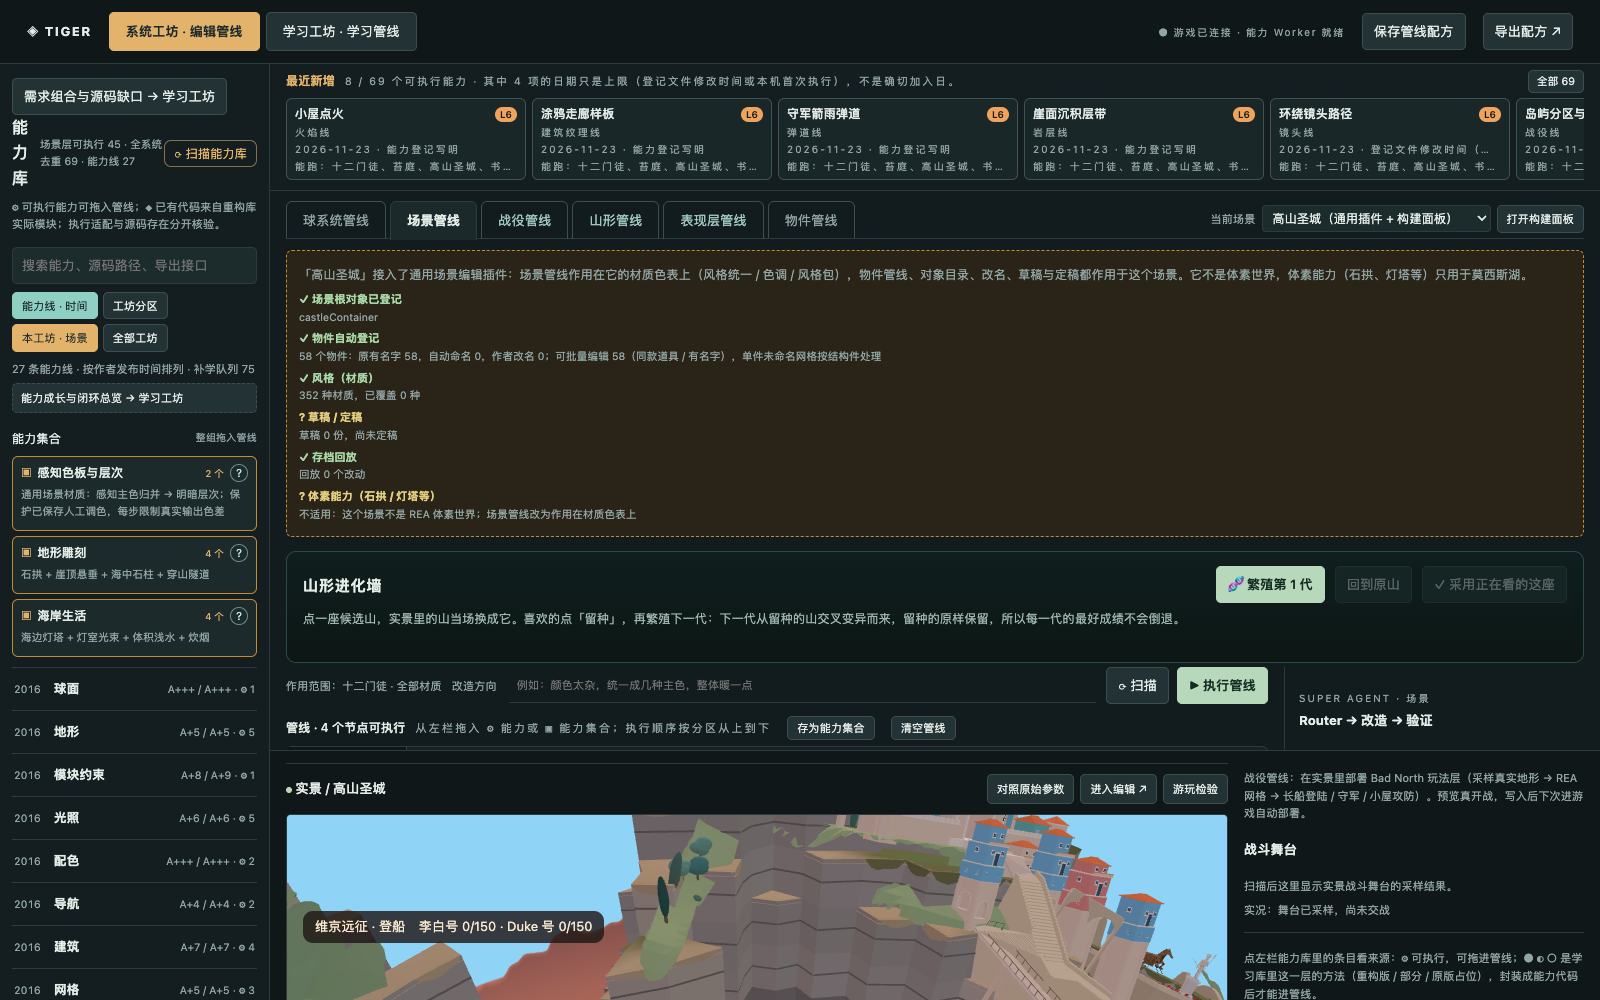 ◈ TIGER
系统工坊 · 编辑管线
学习工坊 · 学习管线
● 游戏已连接 · 能力 Worker 就绪
保存管线配方
导出配方 ↗
需求组合与源码缺口 → 学习工坊
能力库
场景层可执行 45 · 全系统去重 69 · 能力线 27
⟳ 扫描能力库
⚙ 可执行能力可拖入管线；◆ 已有代码来自重构库
实际模块；执行适配与源码存在分开核验。
搜索能力、源码路径、导出接口
能力线 · 时间
工坊分区
本工坊 · 场景
全部工坊
27 条能力线 · 按作者发布时间排列 · 补学队列 75
能力成长与闭环总览 → 学习工坊
能力集合
整组拖入管线
▣ 感知色板与层次 2 个 ?
通用场景材质：感知主色归并 → 明暗层次；保
护已保存人工调色，每步限制真实输出色差
▣ 地形雕刻 4 个 ?
石拱 + 崖顶悬垂 + 海中石柱 + 穿山隧道
▣ 海岸生活 4 个 ?
海边灯塔 + 灯室光束 + 体积浅水 + 炊烟
2016 球面 A+++ / A+++ · ⚙ 1
2016 地形 A+5 / A+5 · ⚙ 5
2016 模块约束 A+8 / A+9 · ⚙ 1
2016 光照 A+6 / A+6 · ⚙ 5
2016 配色 A+++ / A+++ · ⚙ 2
2016 导航 A+4 / A+4 · ⚙ 2
2016 建筑 A+7 / A+7 · ⚙ 4
2016 网格 A+5 / A+5 · ⚙ 3
最近新增 8 / 69 个可执行能力 · 其中 4 项的日期只是上限（登记文件修改时间或本机首次执行），不是确切加入日。
全部 69
小屋点火 L6
火焰线
2026-11-23 · 能力登记写明
能跑：十二门徒、苔庭、高山圣城、书…
涂鸦走廊样板 L6
建筑纹理线
2026-11-23 · 能力登记写明
能跑：十二门徒、苔庭、高山圣城、书…
守军箭雨弹道 L6
弹道线
2026-11-23 · 能力登记写明
能跑：十二门徒、苔庭、高山圣城、书…
崖面沉积层带 L6
岩层线
2026-11-23 · 能力登记写明
能跑：十二门徒、苔庭、高山圣城、书…
环绕镜头路径 L6
镜头线
2026-11-23 · 登记文件修改时间（…
能跑：十二门徒、苔庭、高山圣城、书…
岛屿分区与
战役线
2026-11-23
能跑：十二
球系统管线
场景管线
战役管线
山形管线
表现层管线
物件管线
当前场景
高山圣城（通用插件 + 构建面板）
打开构建面板
「高山圣城」接入了通用场景编辑插件：场景管线作用在它的材质色表上（风格统一 / 色调 / 风格包），物件管线、对象目录、改名、草稿与定稿都作用于这个场景。它不是体素世界，体素能力（石拱、灯塔等）只用于莫西斯湖。
✓ 场景根对象已登记
castleContainer
✓ 物件自动登记
58 个物件：原有名字 58，自动命名 0，作者改名 0；可批量编辑 58（同款道具 / 有名字），单件未命名网格按结构件处理
✓ 风格（材质）
352 种材质，已覆盖 0 种
? 草稿 / 定稿
草稿 0 份，尚未定稿
✓ 存档回放
回放 0 个改动
? 体素能力（石拱 / 灯塔等）
不适用：这个场景不是 REA 体素世界；场景管线改为作用在材质色表上
山形进化墙
🧬 繁殖第 1 代
回到原山
✓ 采用正在看的这座
点一座候选山，实景里的山当场换成它。喜欢的点「留种」，再繁殖下一代：下一代从留种的山交叉变异而来，留种的原样保留，所以每一代的最好成绩不会倒退。
作用范围：十二门徒 · 全部材质 改造方向 例如：颜色太杂，统一成几种主色，整体暖一点
⟳ 扫描
▶ 执行管线
管线 · 4 个节点可执行 从左栏拖入 ⚙ 能力或 ▣ 能力集合；执行顺序按分区从上到下
存为能力集合
清空管线
SUPER AGENT · 场景
Router → 改造 → 验证
● 实景 / 高山圣城
对照原始参数
进入编辑 ↗
游玩检验
维京远征 · 登船 李白号 0/150 · Duke 号 0/150
战役管线：在实景里部署 Bad North 玩法层（采样真实地形 → REA
网格 → 长船登陆 / 守军 / 小屋攻防）。预览真开战，写入后下次进游
戏自动部署。
战斗舞台
扫描后这里显示实景战斗舞台的采样结果。
实况：舞台已采样，尚未交战
点左栏能力库里的条目看来源：⚙ 可执行，可拖进管线；● ◐ ○ 是学
习库里这一层的方法（重构版 / 部分 / 原版占位），封装成能力代码
后才能进管线。